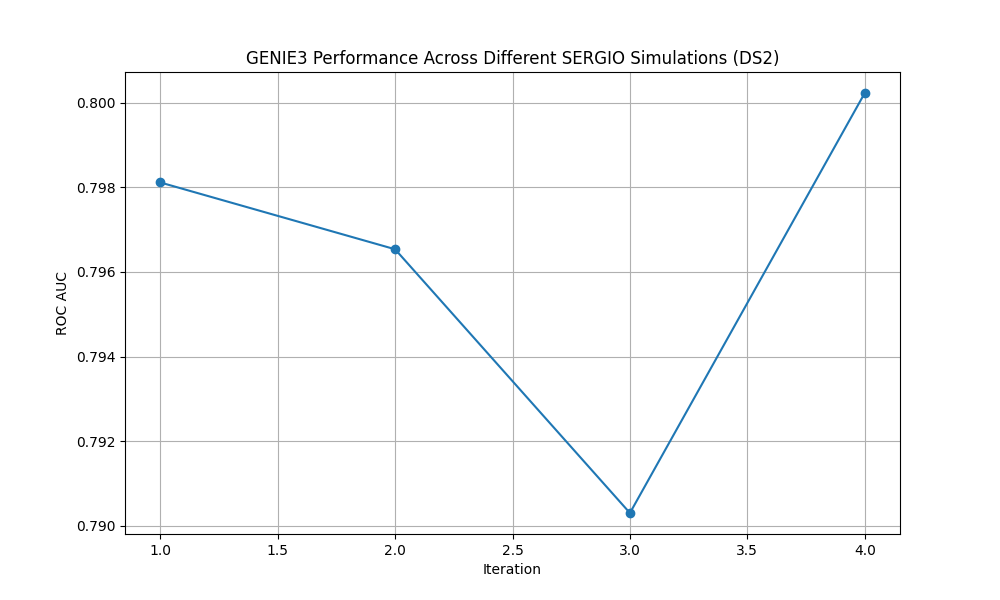 GENIE3 Performance Across Different SERGIO Simulations (DS2)
0.800
0.798
0.796
0.794
0.792
0.790
ROC AUC
1.0 1.5 2.0 2.5 3.0 3.5 4.0
Iteration